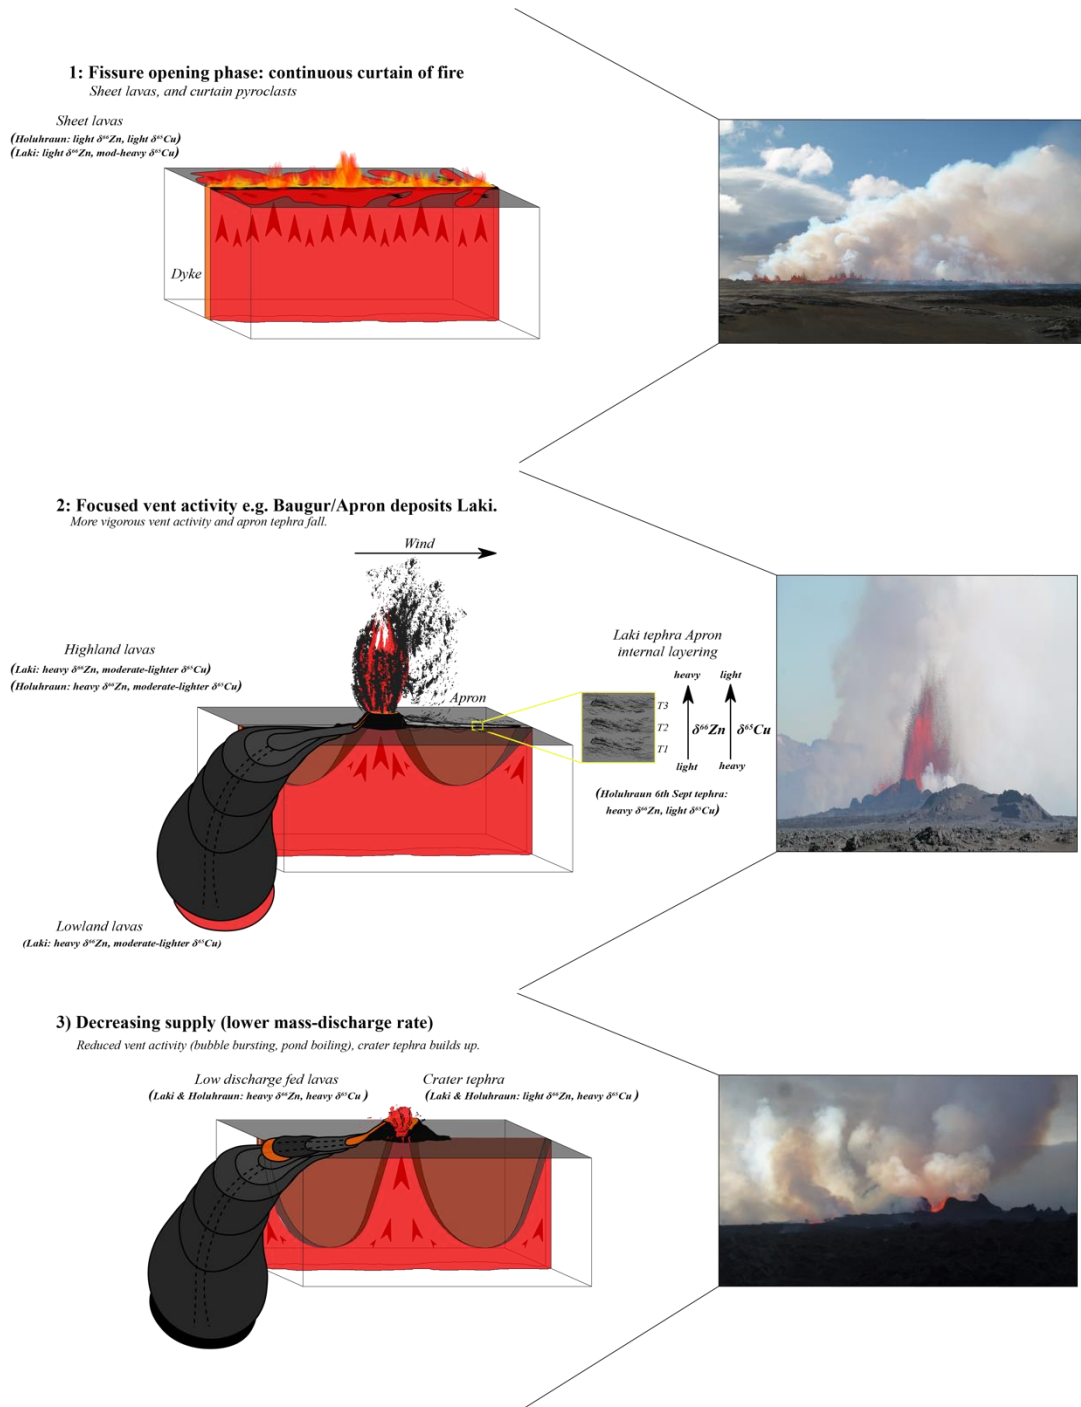 1: Fissure opening phase: continuous curtain of fire
Sheet lavas, and curtain pyroclasts
Sheet lavas
(Holuhraun: light δ⁶⁶Zn, light δ⁶⁵Cu)
(Laki: light δ⁶⁶Zn, mod-heavy δ⁶⁵Cu)
Dyke
2: Focused vent activity e.g. Baugur/Apron deposits Laki.
More vigorous vent activity and apron tephra fall.
Wind
Highland lavas
(Laki: heavy δ⁶⁶Zn, moderate-lighter δ⁶⁵Cu)
(Holuhraun: heavy δ⁶⁶Zn, moderate-lighter δ⁶⁵Cu)
Apron
Laki tephra Apron
internal layering
heavy light
T3
T2
T1
δ⁶⁶Zn δ⁶⁵Cu
light heavy
(Holuhraun 6th Sept tephra:
heavy δ⁶⁶Zn, light δ⁶⁵Cu)
Lowland lavas
(Laki: heavy δ⁶⁶Zn, moderate-lighter δ⁶⁵Cu)
3) Decreasing supply (lower mass-discharge rate)
Reduced vent activity (bubble bursting, pond boiling), crater tephra builds up.
Low discharge fed lavas
(Laki & Holuhraun: heavy δ⁶⁶Zn, heavy δ⁶⁵Cu )
Crater tephra
(Laki & Holuhraun: light δ⁶⁶Zn, heavy δ⁶⁵Cu )